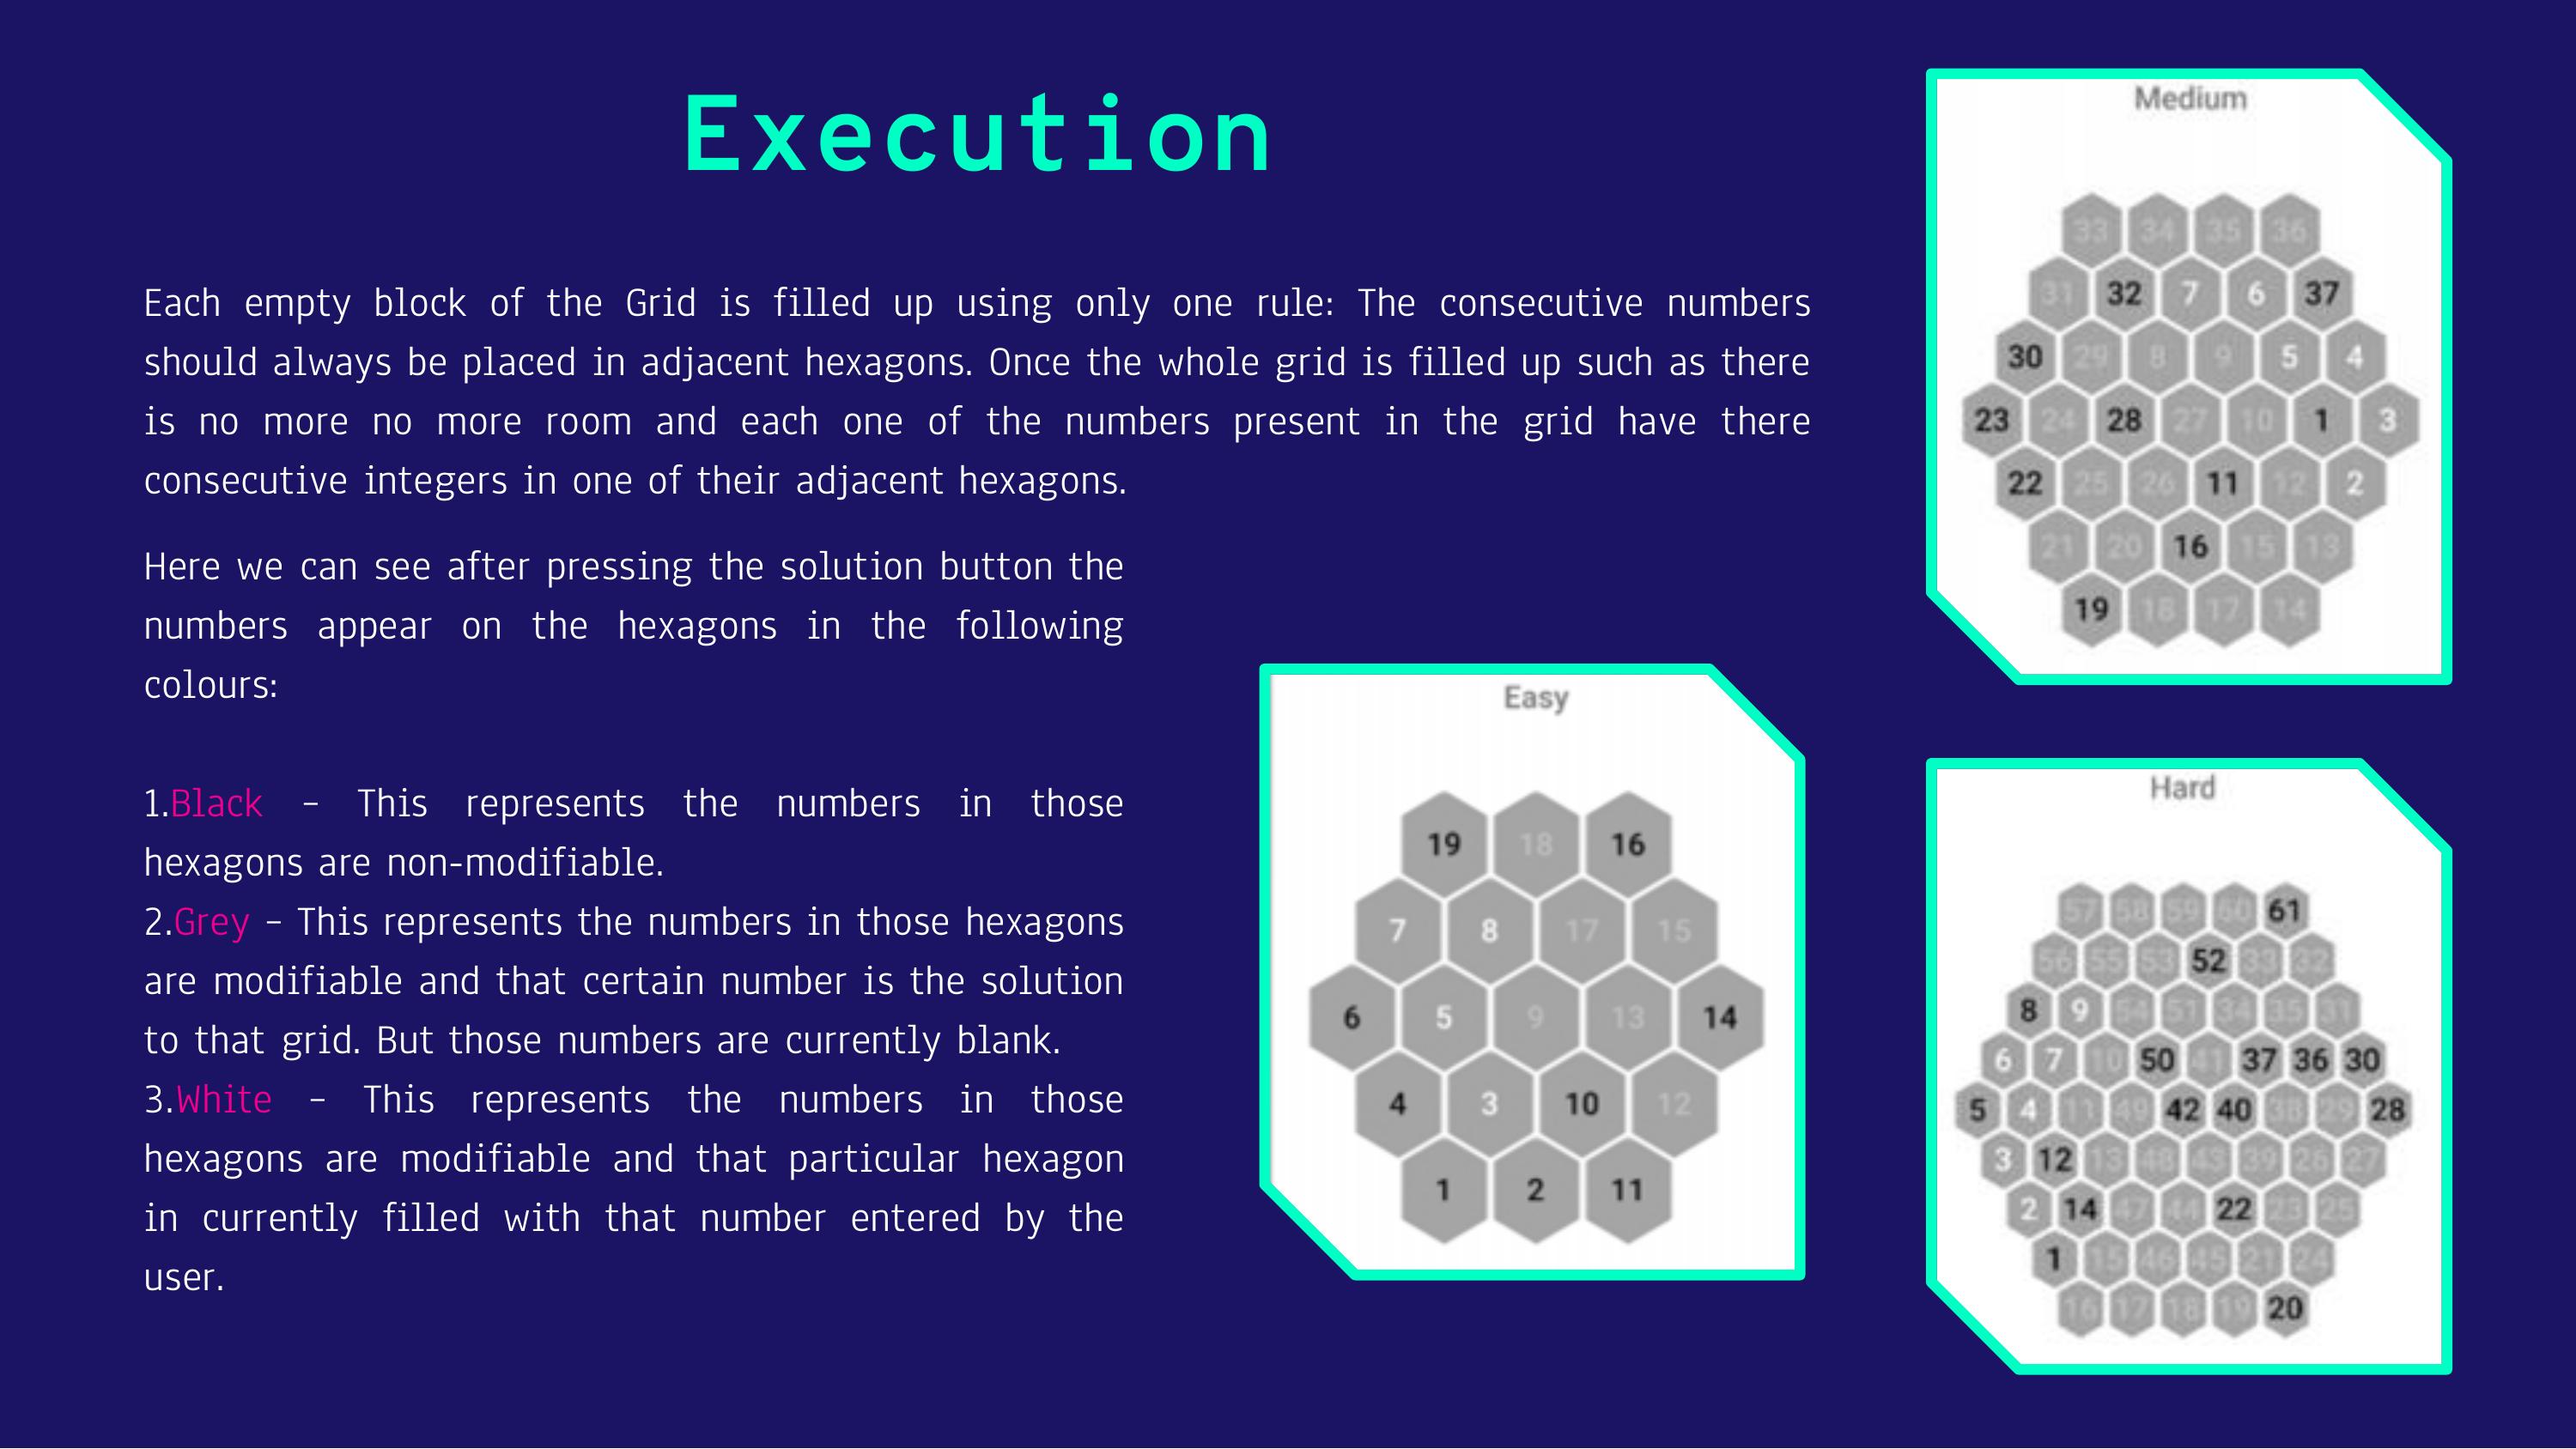 Execution
Each empty block of the Grid is filled up using only one rule: The consecutive numbers
should always be placed in adjacent hexagons. Once the whole grid is filled up such as there
is no more no more room and each one of the numbers present in the grid have there
consecutive integers in one of their adjacent hexagons.
Here we can see after pressing the solution button the
numbers appear on the hexagons in the following
colours:
1.Black – This represents the numbers in those
hexagons are non-modifiable.
2.Grey – This represents the numbers in those hexagons
are modifiable and that certain number is the solution
to that grid. But those numbers are currently blank.
3.White – This represents the numbers in those
hexagons are modifiable and that particular hexagon
in currently filled with that number entered by the
user.
Easy
19 18 16
7 8 17 15
6 5 9 13 14
4 3 10 12
1 2 11
Medium
33 34 35 36
31 32 7 6 37
30 29 8 9 5 4
23 24 28 27 10 1 3
22 25 26 11 12 2
21 20 16 15 13
19 18 17 14
Hard
57 58 59 60 61
56 55 53 52 33 32
8 9 54 51 34 35 31
6 7 10 50 41 37 36 30
5 4 11 49 42 40 38 29 28
3 12 13 48 43 39 26 27
2 14 47 44 22 23 25
1 15 46 45 21 24
16 17 18 19 20